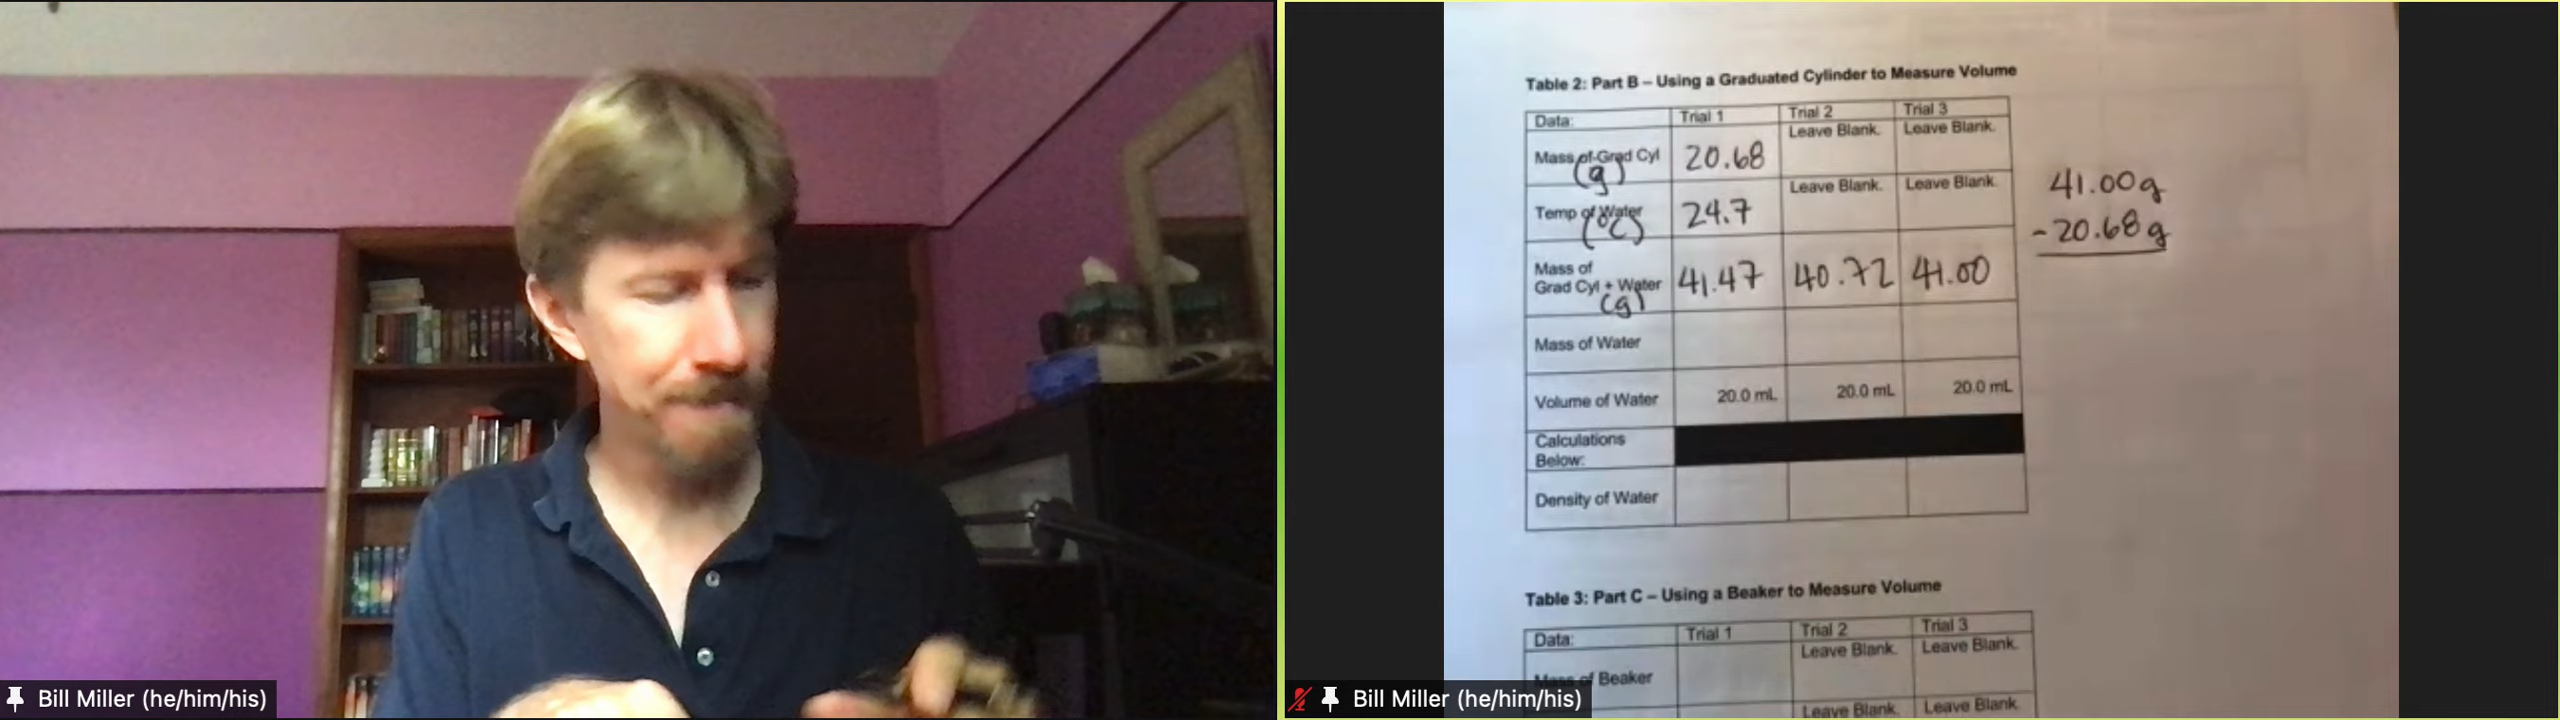 Table 2: Part B – Using a Graduated Cylinder to Measure Volume
Data: Trial 1 Trial 2 Trial 3
Mass of Grad Cyl (g) 20.68 Leave Blank. Leave Blank.
Temp of Water (°C) 24.7 Leave Blank. Leave Blank.
Mass of
Grad Cyl + Water (g) 41.47 40.72 41.00
Mass of Water
Volume of Water 20.0 mL 20.0 mL 20.0 mL
Calculations
Below:
Density of Water
41.00g
-20.68g
Table 3: Part C – Using a Beaker to Measure Volume
Data: Trial 1 Trial 2 Trial 3
Mass of Beaker Leave Blank. Leave Blank.
Leave Blank. Leave Blank.
Bill Miller (he/him/his)
Bill Miller (he/him/his)